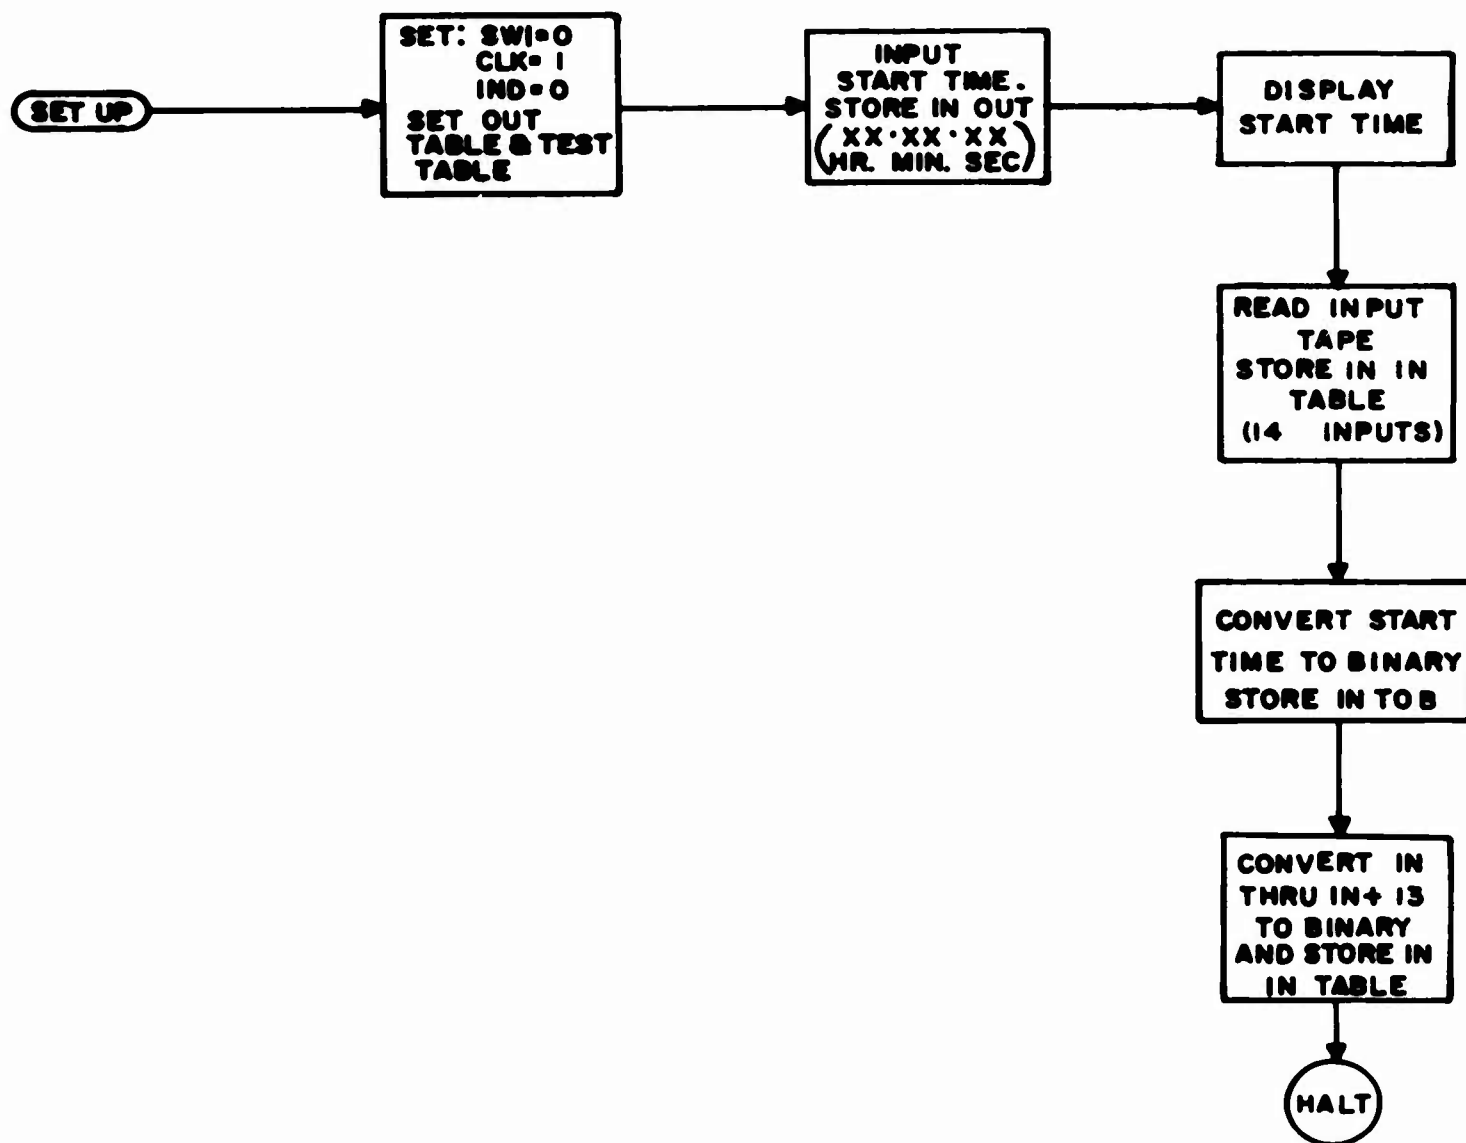 SET UP
SET: SWI=0
CLK= 1
IND=0
SET OUT
TABLE & TEST
TABLE
INPUT
START TIME.
STORE IN OUT
(XX·XX·XX
HR. MIN. SEC)
DISPLAY
START TIME
READ INPUT
TAPE
STORE IN IN
TABLE
(14 INPUTS)
CONVERT START
TIME TO BINARY
STORE IN TOB
CONVERT IN
THRU IN+ 13
TO BINARY
AND STORE IN
IN TABLE
HALT